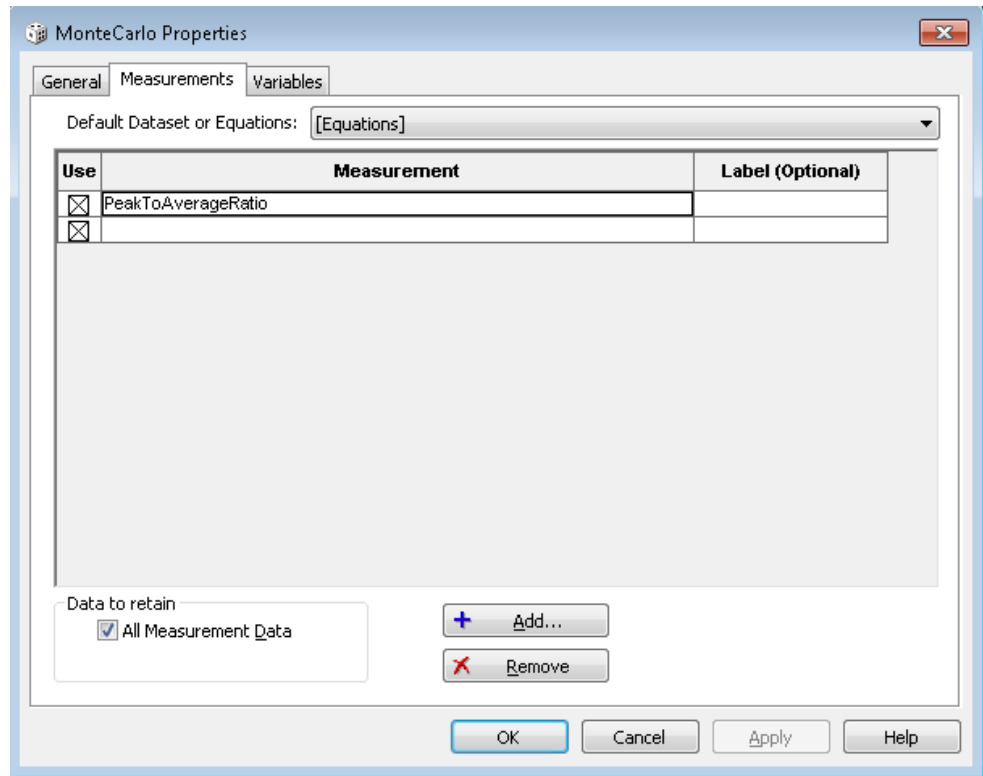 MonteCarlo Properties
General Measurements Variables
Default Dataset or Equations: [Equations]
Use Measurement Label (Optional)
PeakToAverageRatio
Data to retain
All Measurement Data
Add...
Remove
OK Cancel Apply Help